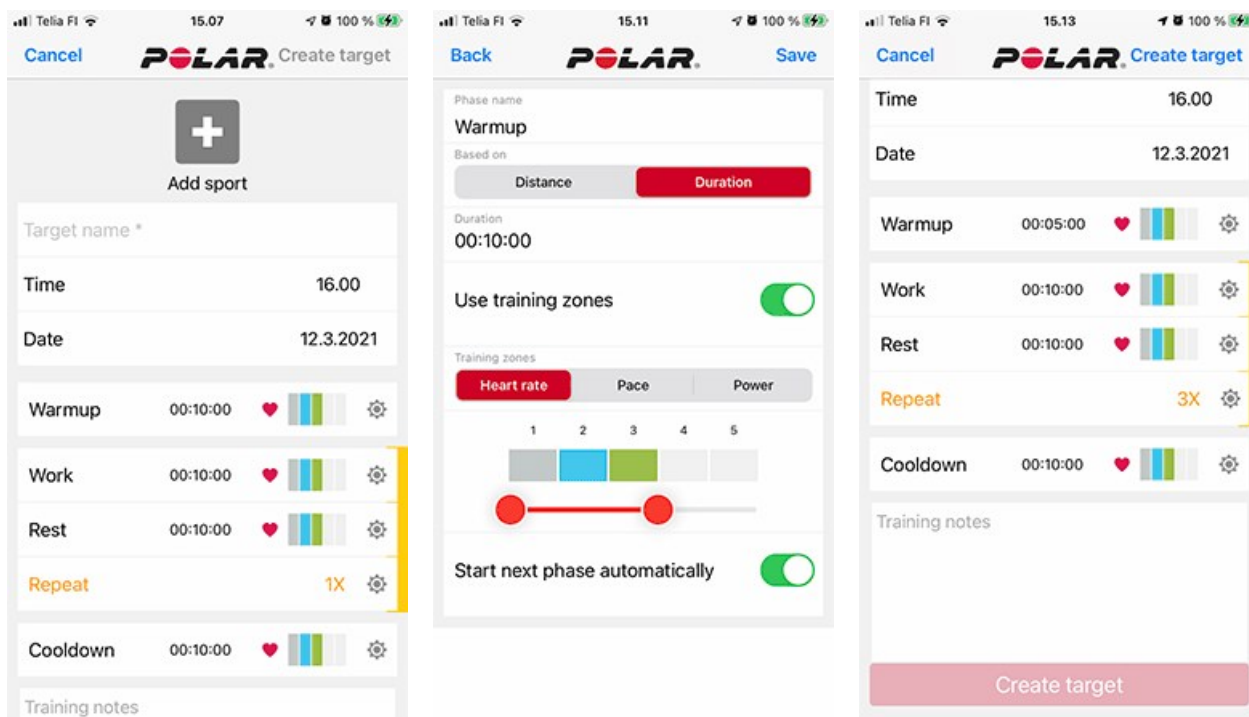 Telia FI 15.07 100 %
Cancel POLAR Create target
Add sport
Target name *
Time 16.00
Date 12.3.2021
Warmup 00:10:00
Work 00:10:00
Rest 00:10:00
Repeat 1X
Cooldown 00:10:00
Training notes
Telia FI 15.11 100 %
Back POLAR Save
Phase name
Warmup
Based on
Distance Duration
Duration
00:10:00
Use training zones
Training zones
Heart rate Pace Power
1 2 3 4 5
Start next phase automatically
Telia FI 15.13 100 %
Cancel POLAR Create target
Time 16.00
Date 12.3.2021
Warmup 00:05:00
Work 00:10:00
Rest 00:10:00
Repeat 3X
Cooldown 00:10:00
Training notes
Create target